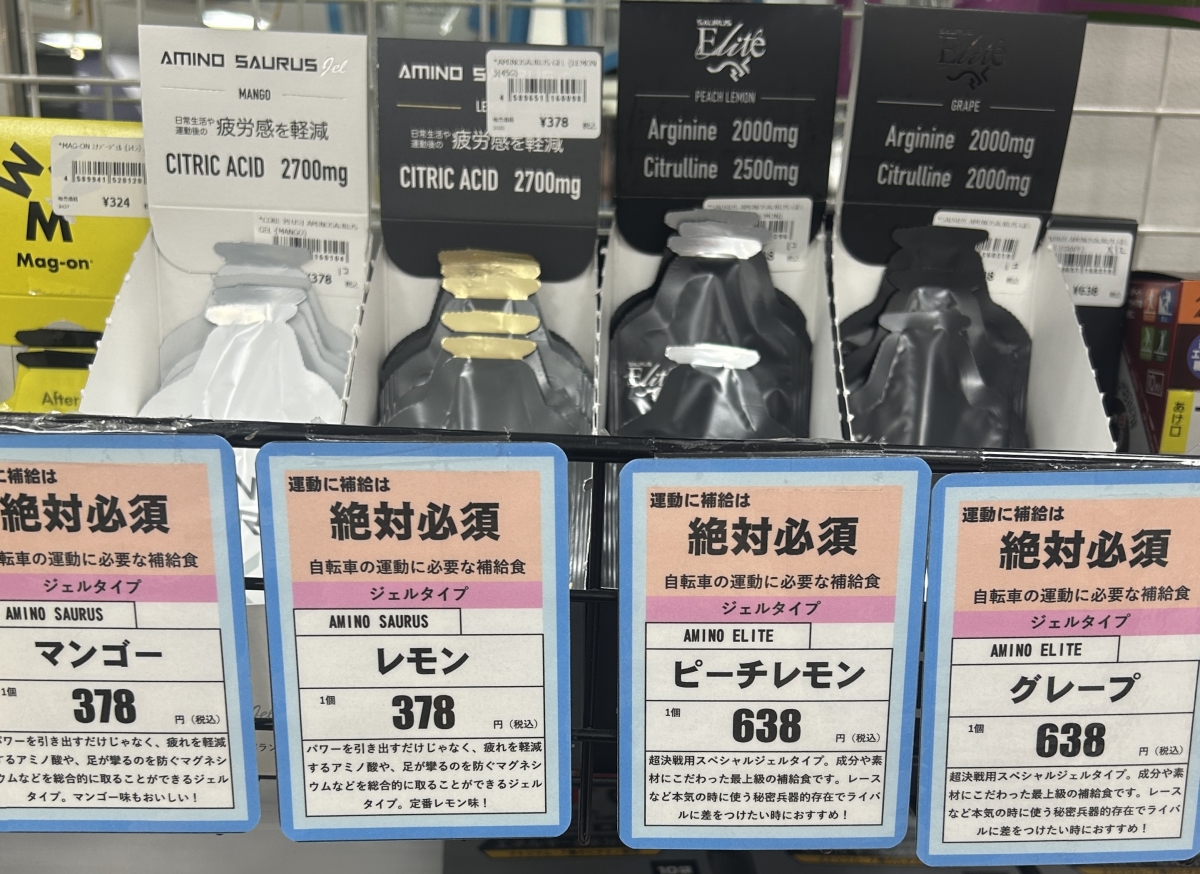 AMINO SAURUS Gel
MANGO
日常生活や
運動後の 疲労感を軽減
CITRIC ACID 2700mg
GEL (MANGO)
¥378
AMINO
日常生活や
運動後の 疲労感を軽減
CITRIC ACID 2700mg
¥378
Elité
PEACH LEMON
Arginine 2000mg
Citrulline 2500mg
Elité
GRAPE
Arginine 2000mg
Citrulline 2000mg
¥324
Mag-on
After
¥638
あけ口
に補給は
絶対必須
転車の運動に必要な補給食
ジェルタイプ
AMINO SAURUS
マンゴー
1個
378
円（税込）
パワーを引き出すだけじゃなく、疲れを軽減
するアミノ酸や、足が攣るのを防ぐマグネシ
ウムなどを総合的に取ることができるジェル
タイプ。マンゴー味もおいしい！
運動に補給は
絶対必須
自転車の運動に必要な補給食
ジェルタイプ
AMINO SAURUS
レモン
1個
378
円（税込）
パワーを引き出すだけじゃなく、疲れを軽減
するアミノ酸や、足が攣るのを防ぐマグネシ
ウムなどを総合的に取ることができるジェル
タイプ。定番レモン味！
運動に補給は
絶対必須
自転車の運動に必要な補給食
ジェルタイプ
AMINO ELITE
ピーチレモン
1個
638
円（税込）
超決戦用スペシャルジェルタイプ。成分や素
材にこだわった最上級の補給食です。レース
など本気の時に使う秘密兵器的存在でライバ
ルに差をつけたい時におすすめ！
運動に補給は
絶対必須
自転車の運動に必要な補給食
ジェルタイプ
AMINO ELITE
グレープ
1個
638
円（税込）
超決戦用スペシャルジェルタイプ。成分や素
材にこだわった最上級の補給食です。レース
など本気の時に使う秘密兵器的存在でライバ
ルに差をつけたい時におすすめ！